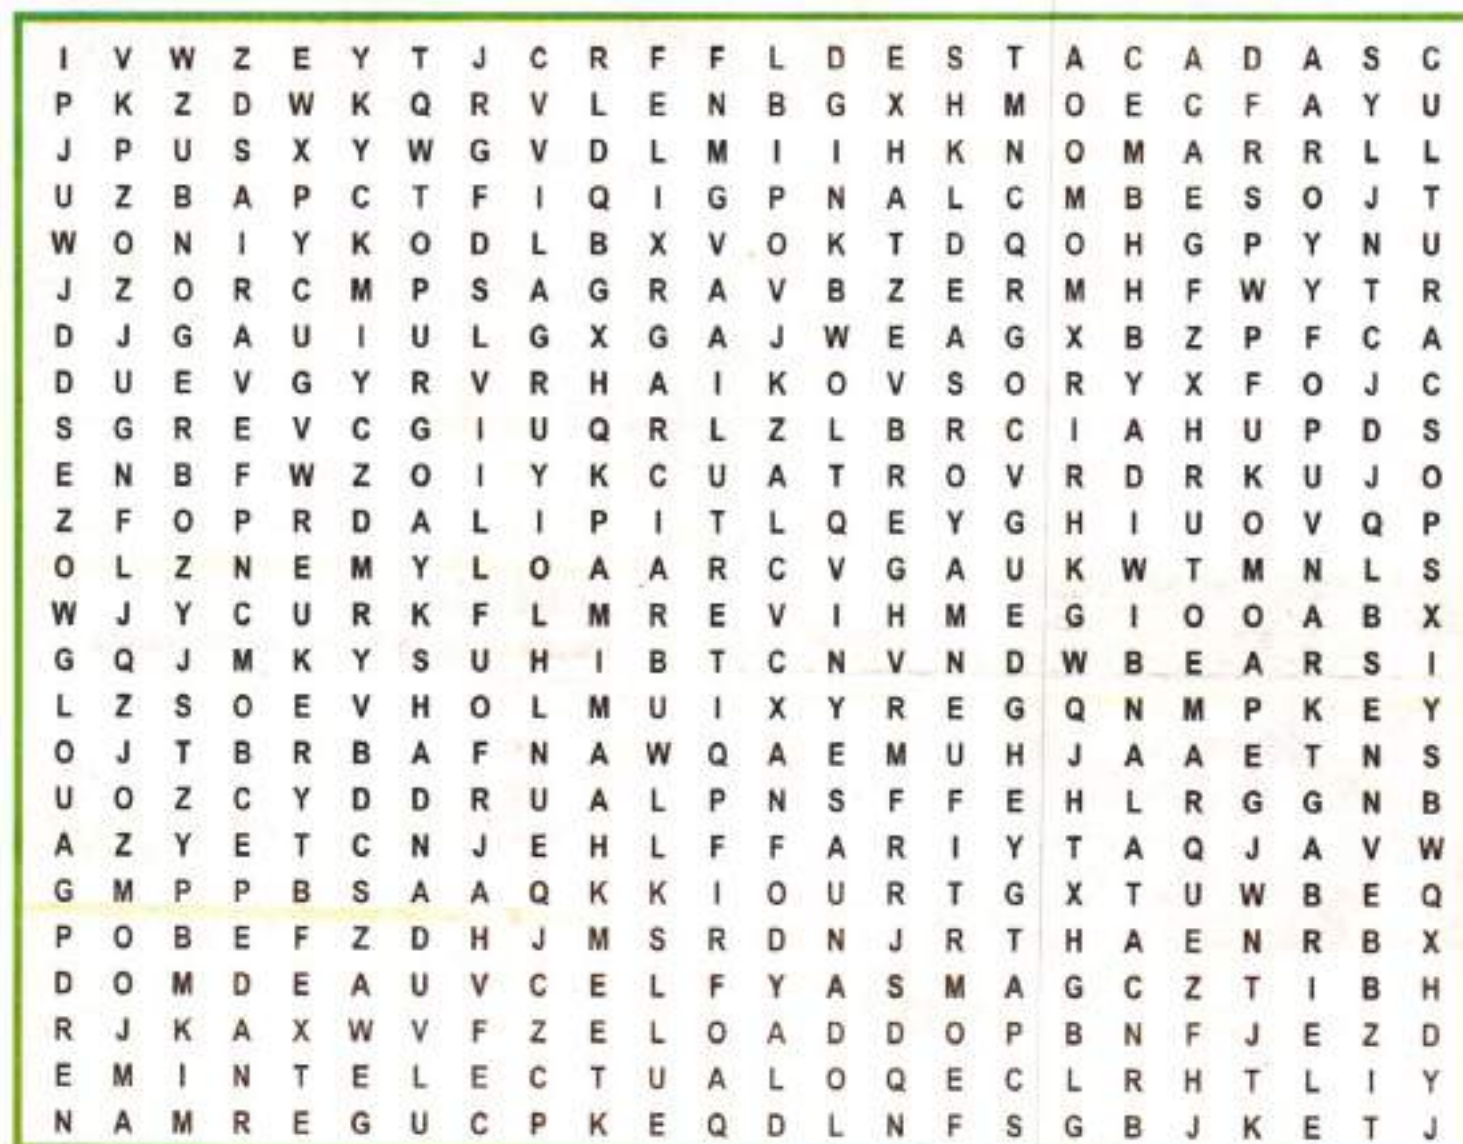 I V W Z E Y T J C R F F L D E S T A C A D A S C
P K Z D W K Q R V L E N B G X H M O E C F A Y U
J P U S X Y W G V D L M I I H K N O M A R R L L
U Z B A P C T F I Q I G P N A L C M B E S O J T
W O N I Y K O D L B X V O K T D Q O H G P Y N U
J Z O R C M P S A G R A V B Z E R M H F W Y T R
D J G A U I U L G X G A J W E A G X B Z P F C A
D U E V G Y R V R H A I K O V S O R Y X F O J C
S G R E V C G I U Q R L Z L B R C I A H U P D S
E N B F W Z O I Y K C U A T R O V R D R K U J O
Z F O P R D A L I P I T L Q E Y G H I U O V Q P
O L Z N E M Y L O A A R C V G A U K W T M N L S
W J Y C U R K F L M R E V I H M E G I O O A B X
G Q J M K Y S U H I B T C N V N D W B E A R S I
L Z S O E V H O L M U I X Y R E G Q N M P K E Y
O J T B R B A F N A W Q A E M U H J A A E T N S
U O Z C Y D D R U A L P N S F F E H L R G G N B
A Z Y E T C N J E H L F F A R I Y T A Q J A V W
G M P P B S A A Q K K I O U R T G X T U W B E Q
P O B E F Z D H J M S R D N J R T H A E N R B X
D O M D E A U V C E L F Y A S M A G C Z T I B H
R J K A X W V F Z E L O A D D O P B N F J E Z D
E M I N T E L E C T U A L O Q E C L R H T L I Y
N A M R E G U C P K E Q D L N F S G B J K E T J